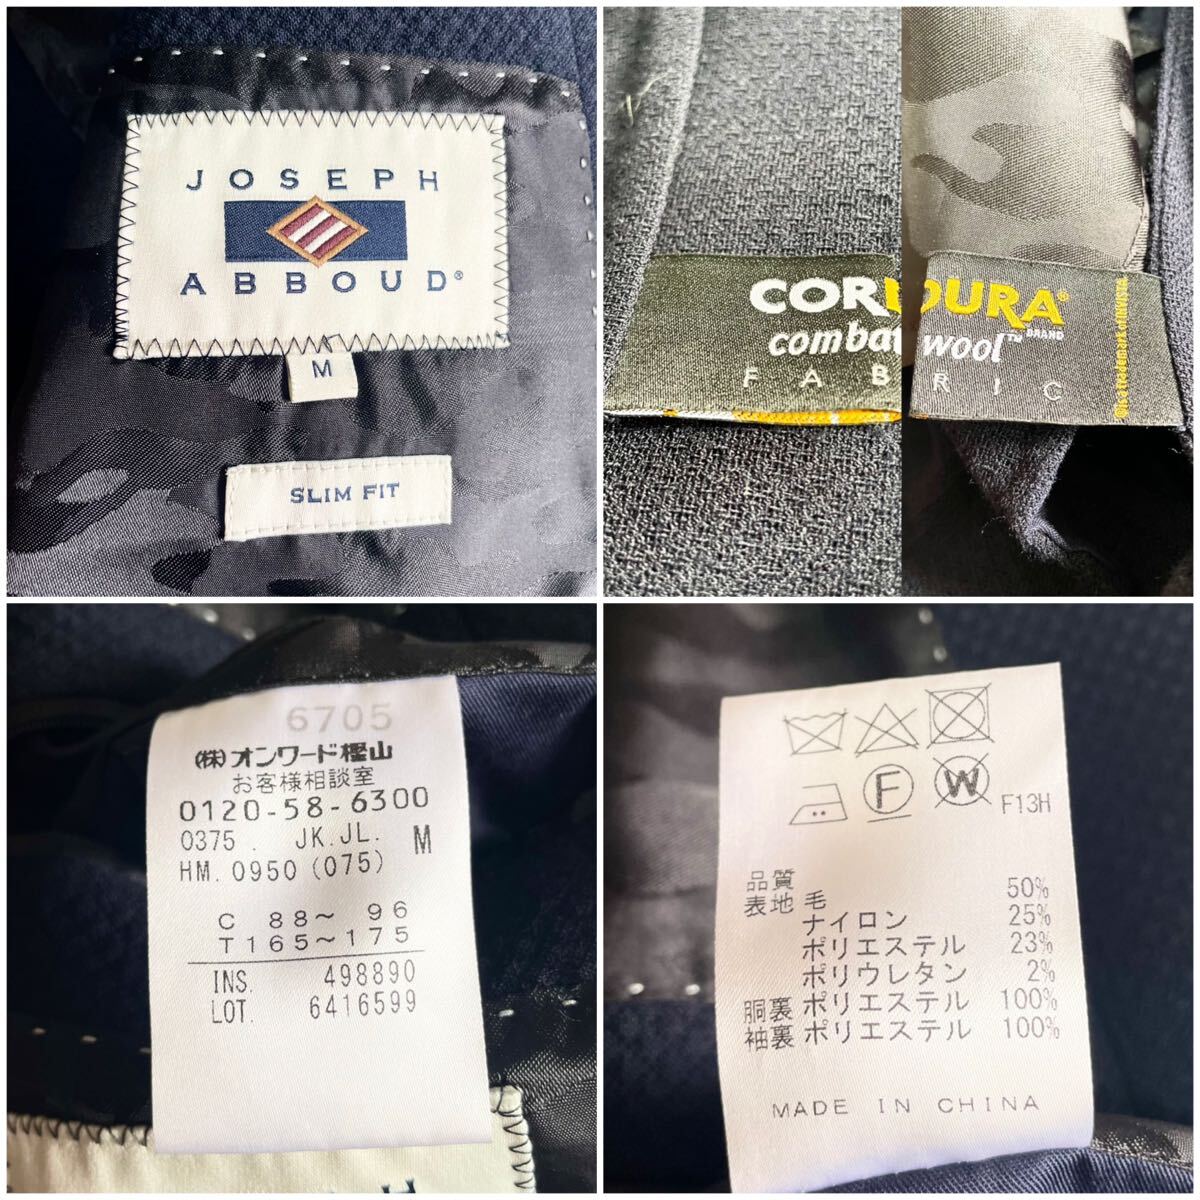 JOSEPH
ABBOUD®
M
SLIM FIT
CORDURA®
combat wool™ BRAND
FABRIC
6705
(株)オンワード樫山
お客様相談室
0120-58-6300
0375. JK.JL. M
HM. 0950 (075)
C 88～ 96
T165～175
INS. 498890
LOT. 6416599
F
W
F13H
品質
表地 毛 50%
ナイロン 25%
ポリエステル 23%
ポリウレタン 2%
胴裏 ポリエステル 100%
袖裏 ポリエステル 100%
MADE IN CHINA